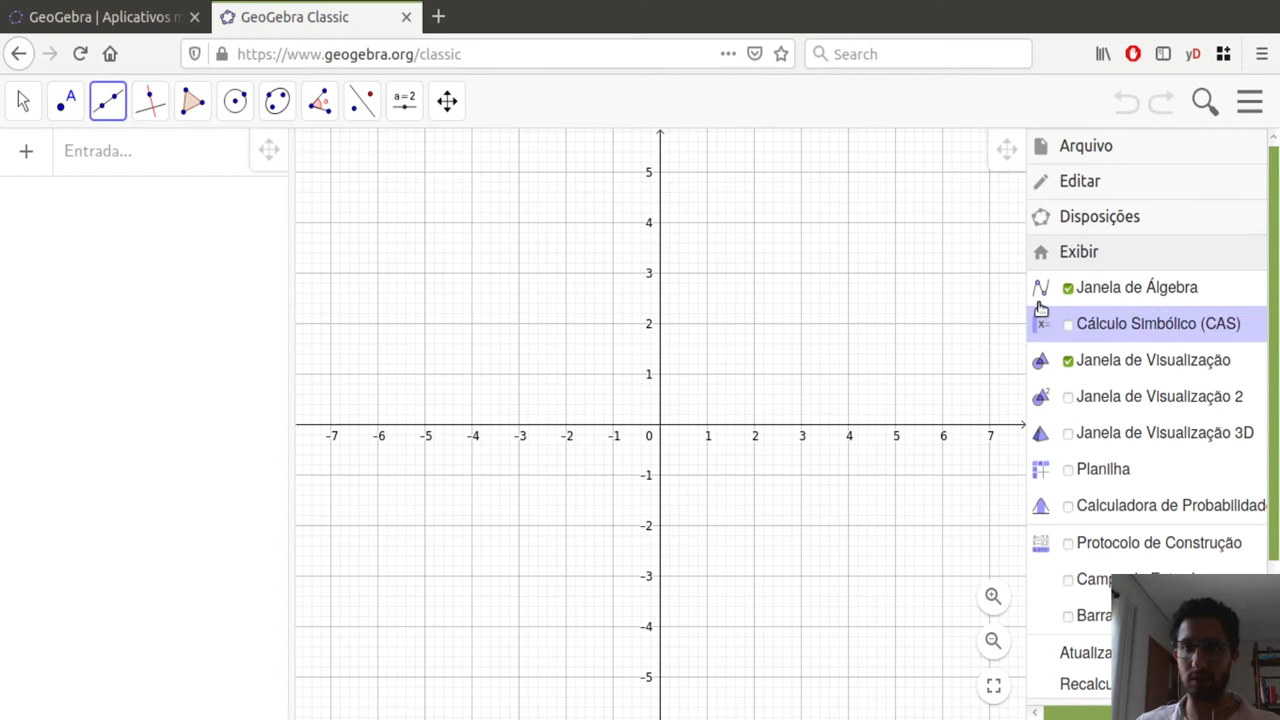 GeoGebra | Aplicativos m
GeoGebra Classic
https://www.geogebra.org/classic
Search
yD
A
α
a=2
Entrada...
Arquivo
Editar
Disposições
Exibir
Janela de Álgebra
x= Cálculo Simbólico (CAS)
Janela de Visualização
Janela de Visualização 2
Janela de Visualização 3D
Planilha
Calculadora de Probabilidad
Protocolo de Construção
Barra
Atualiza
Recalcu
5
4
3
2
1
-7 -6 -5 -4 -3 -2 -1 0 1 2 3 4 5 6 7
-1
-2
-3
-4
-5